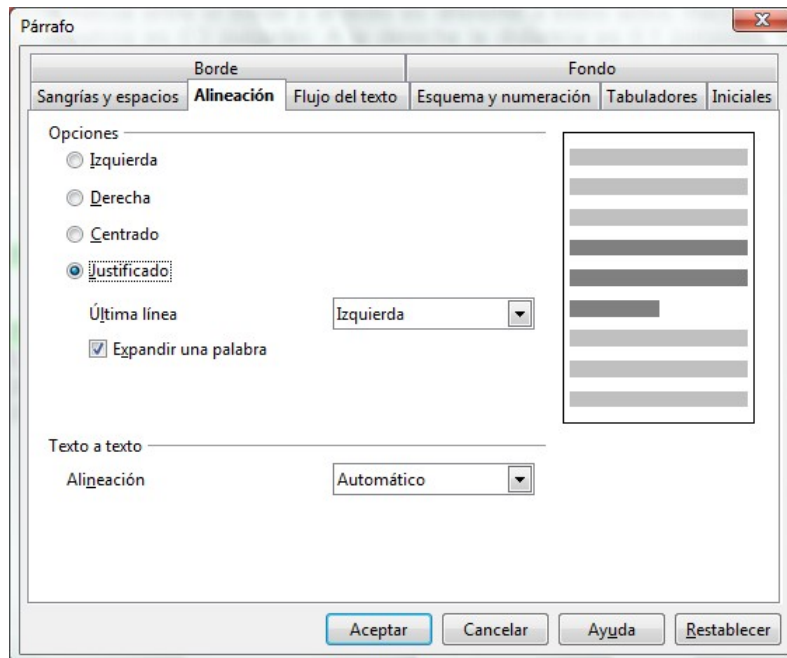 Párrafo
Borde Fondo
Sangrías y espacios Alineación Flujo del texto Esquema y numeración Tabuladores Iniciales
Opciones
Izquierda
Derecha
Centrado
Justificado
Última línea Izquierda
Expandir una palabra
Texto a texto
Alineación Automático
Aceptar Cancelar Ayuda Restablecer